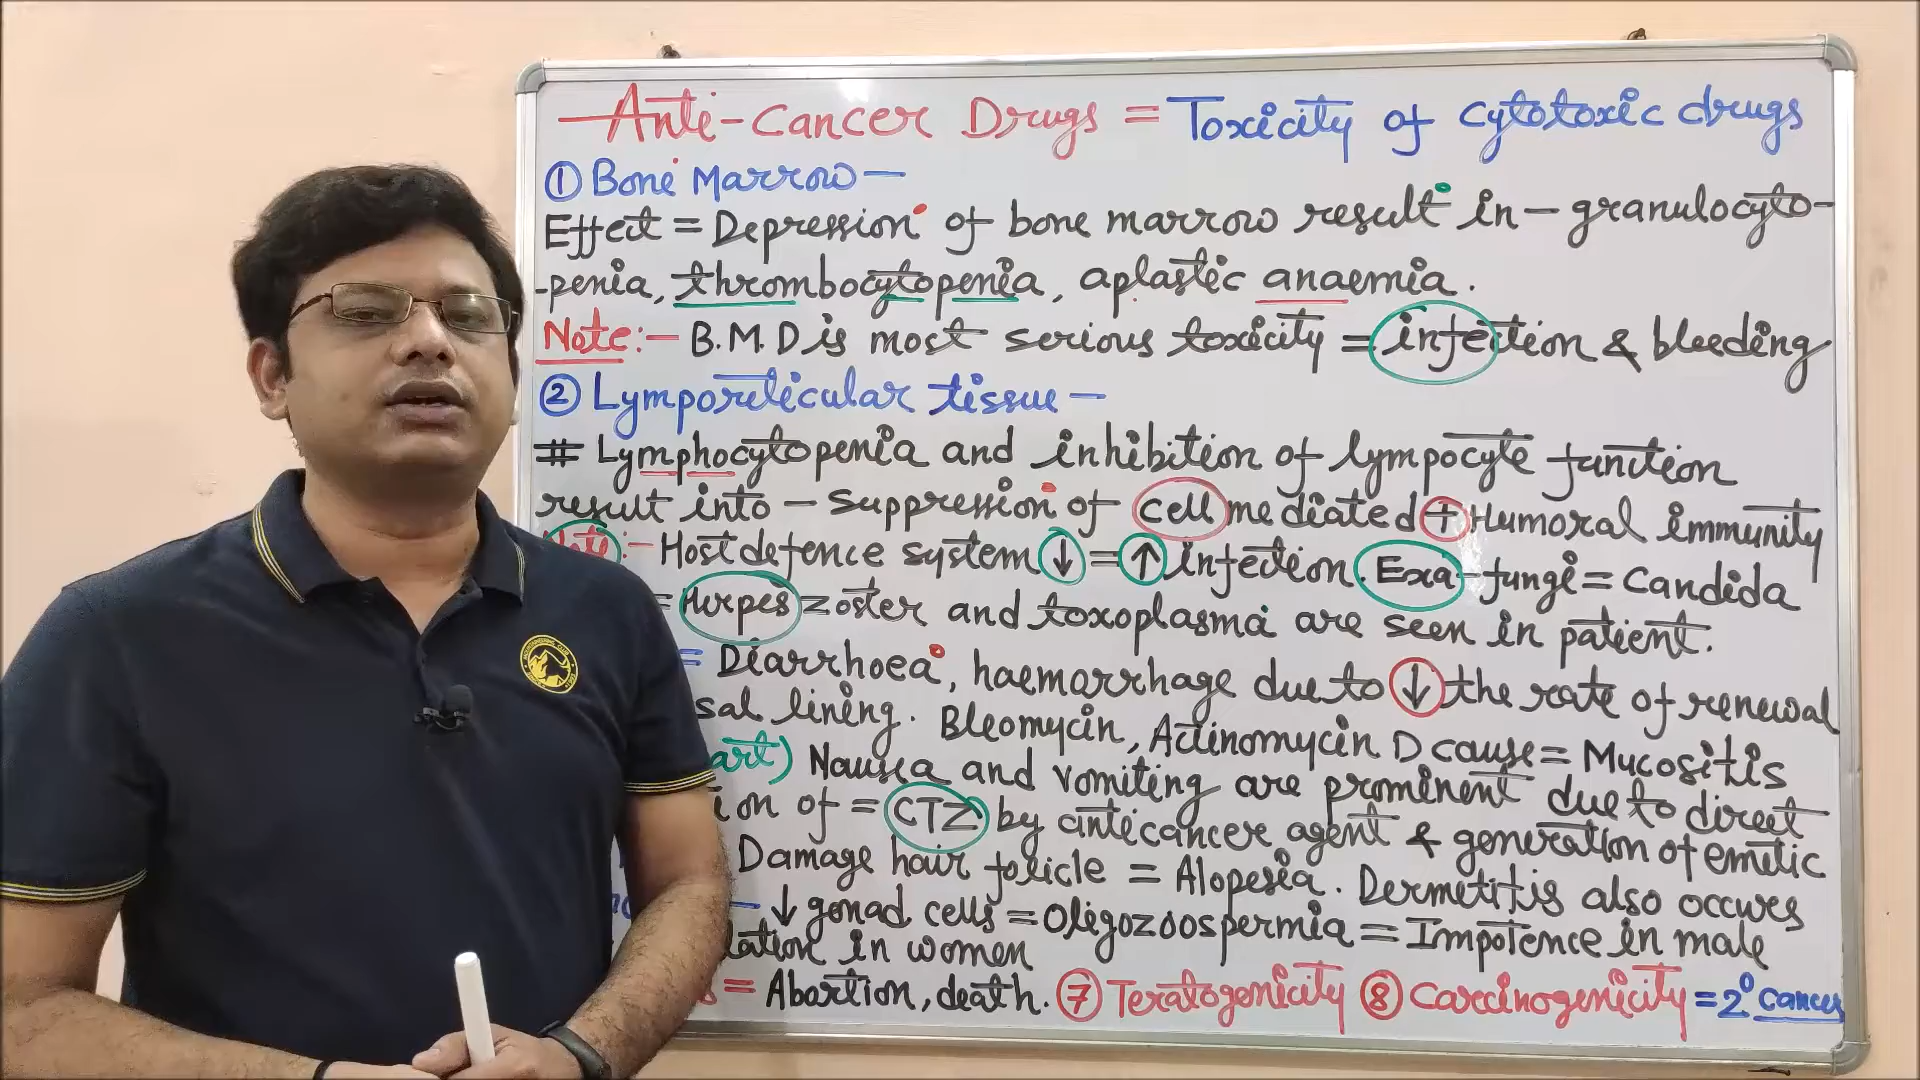 Anti-Cancer Drugs = Toxicity of cytotoxic drugs
① Bone Marrow —
Effect = Depression of bone marrow result in – granulocyto-
-penia, thrombocytopenia, aplastic anaemia.
Note:- B.M.D is most serious toxicity = infection & bleeding
② Lymporeticular tissue —
# Lymphocytopenia and inhibition of lympocyte function
result into – suppression of cell mediated + Humoral immunity
Note:- Host defence system ↓ = ↑ infection. Exa - fungi = Candida
= Herpes zoster and toxoplasma are seen in patient.
= Diarrhoea, haemorrhage due to ↓ the rate of renewal
sal lining. Bleomycin, Actinomycin D cause = Mucositis
art) Nausea and vomiting are prominent due to direct
ion of = CTZ by anticancer agent & generation of emetic
Damage hair folicle = Alopesia. Dermetitis also occures
– ↓ gonad cells = Oligozoospermia = Impotence in male
lation in women
= Abortion, death. ⑦ Teratogenicity ⑧ Carcinogenicity = 2° cancer